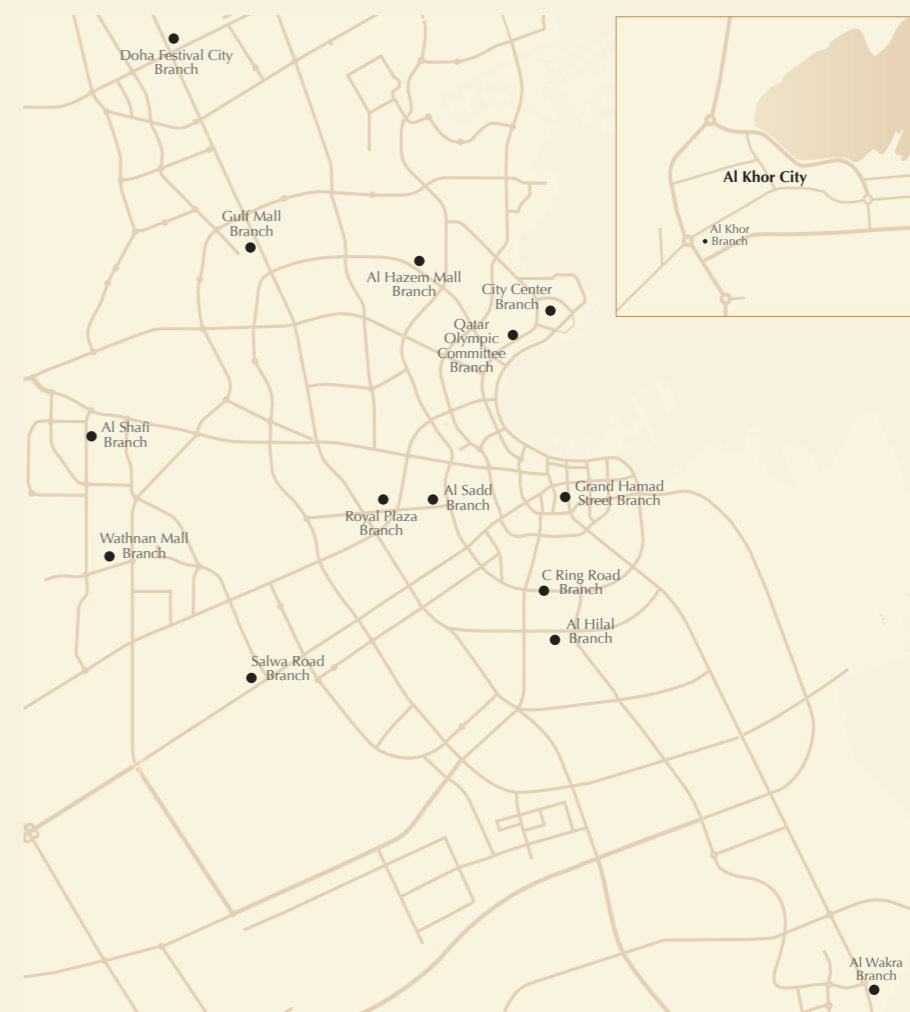 Doha Festival City
Branch
Gulf Mall
Branch
Al Hazem Mall
Branch
City Center
Branch
Qatar
Olympic
Committee
Branch
Al Khor City
Al Khor
Branch
Al Shafi
Branch
Al Sadd
Branch
Royal Plaza
Branch
Grand Hamad
Street Branch
Wathnan Mall
Branch
C Ring Road
Branch
Al Hilal
Branch
Salwa Road
Branch
Al Wakra
Branch